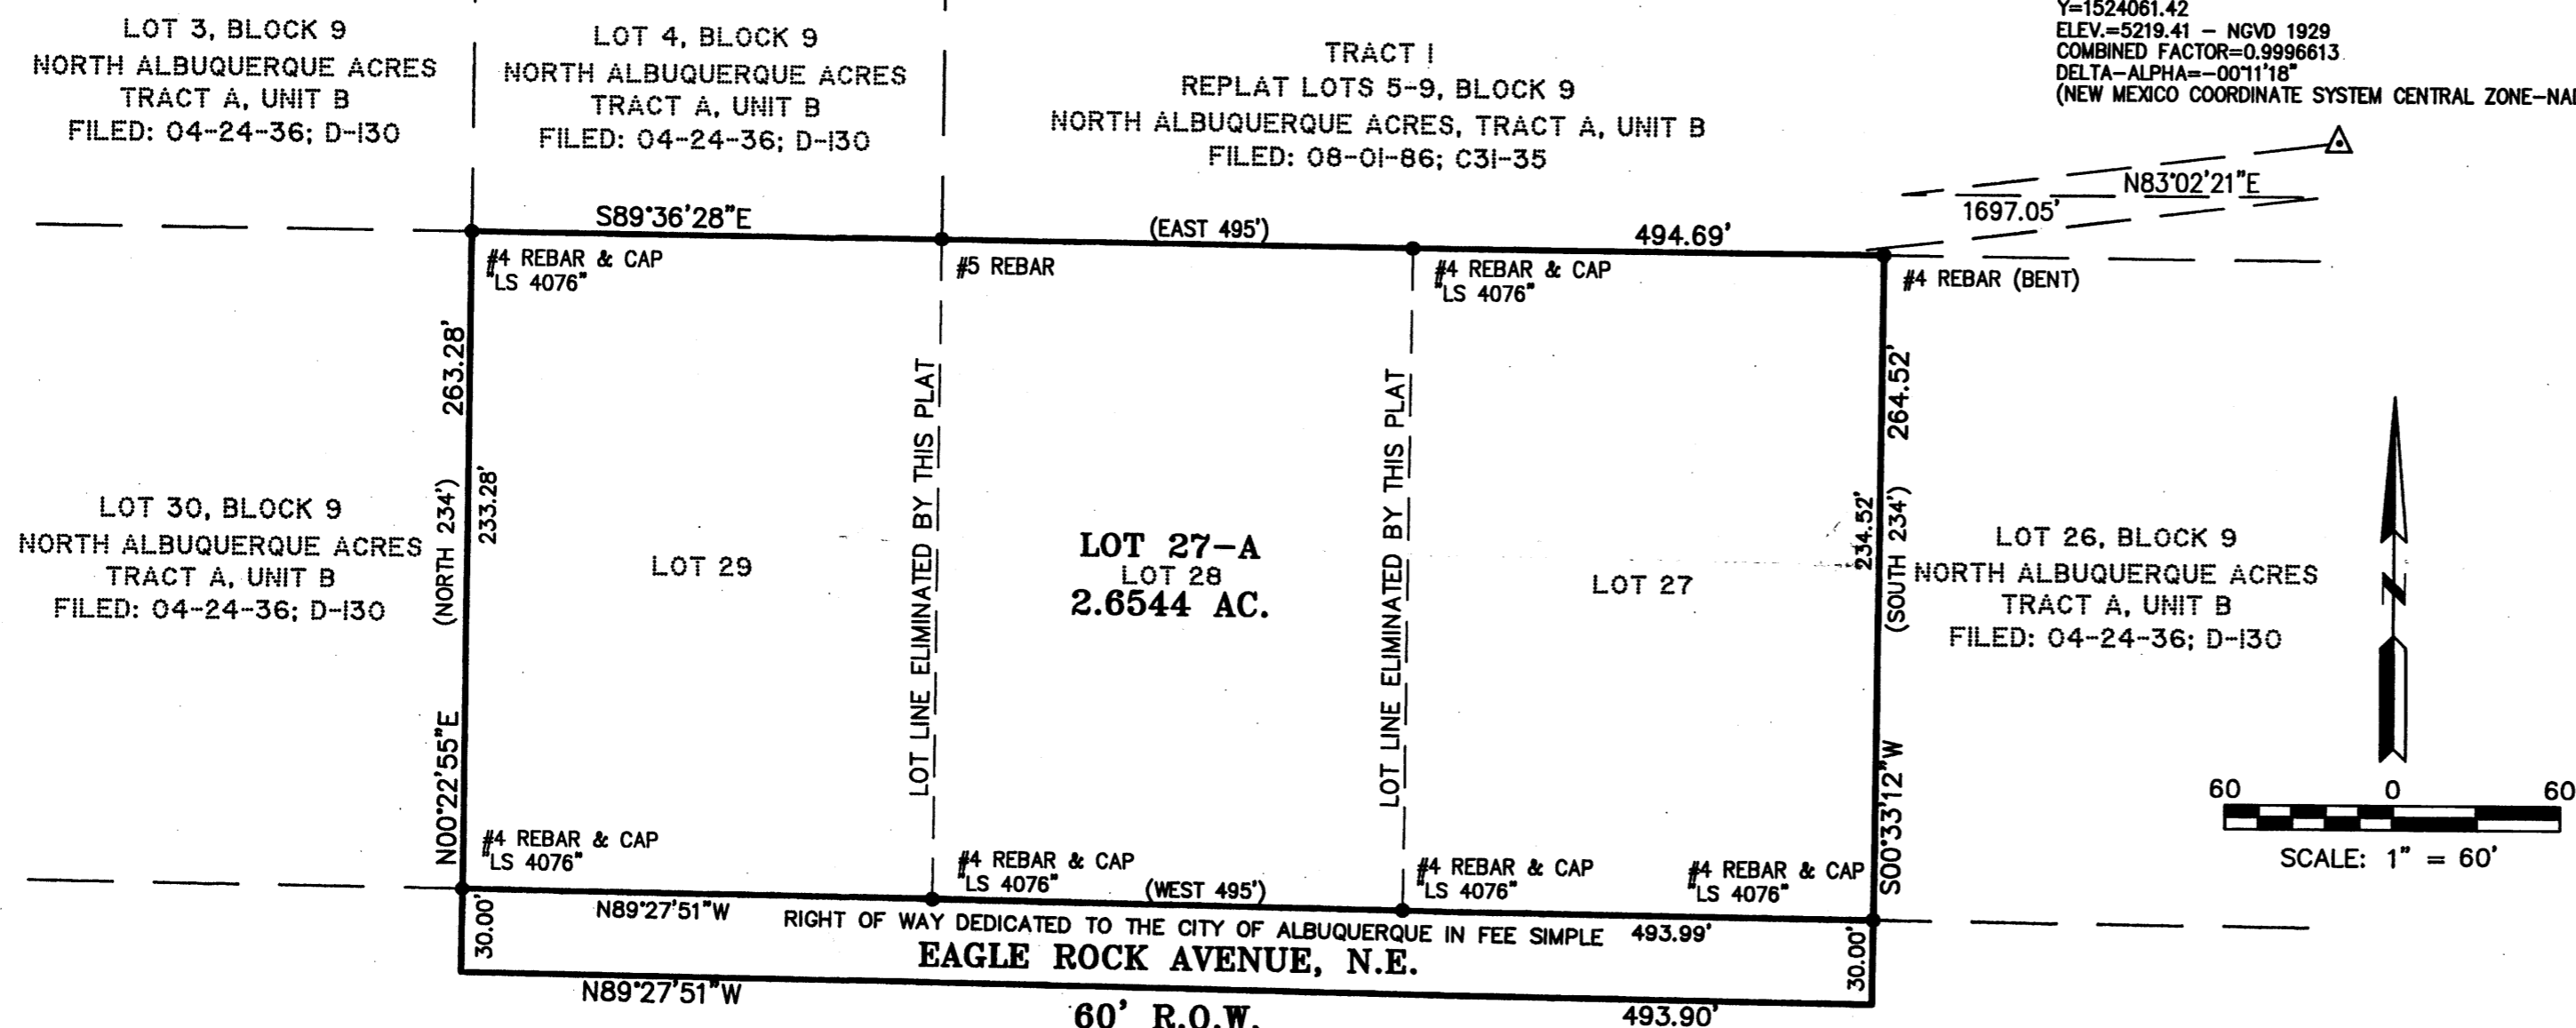 LOT 3, BLOCK 9
NORTH ALBUQUERQUE ACRES
TRACT A, UNIT B
FILED: 04-24-36; D-130
LOT 4, BLOCK 9
NORTH ALBUQUERQUE ACRES
TRACT A, UNIT B
FILED: 04-24-36; D-130
TRACT 1
REPLAT LOTS 5-9, BLOCK 9
NORTH ALBUQUERQUE ACRES, TRACT A, UNIT B
FILED: 08-01-86; C31-35
Y=1524061.42
ELEV.=5219.41 - NGVD 1929
COMBINED FACTOR=0.9996613
DELTA-ALPHA=-00°11'18"
(NEW MEXICO COORDINATE SYSTEM CENTRAL ZONE-NAD
N83°02'21"E
1697.05'
S89°36'28"E
(EAST 495')
494.69'
#4 REBAR & CAP
"LS 4076"
#5 REBAR
#4 REBAR & CAP
"LS 4076"
#4 REBAR (BENT)
263.28'
(NORTH 234')
233.28'
N00°22'55"E
LOT 30, BLOCK 9
NORTH ALBUQUERQUE ACRES
TRACT A, UNIT B
FILED: 04-24-36; D-130
LOT 29
LOT LINE ELIMINATED BY THIS PLAT
LOT 27-A
LOT 28
2.6544 AC.
LOT LINE ELIMINATED BY THIS PLAT
LOT 27
264.52'
234.52'
(SOUTH 234')
S00°33'12"W
LOT 26, BLOCK 9
NORTH ALBUQUERQUE ACRES
TRACT A, UNIT B
FILED: 04-24-36; D-130
N
60 0 60
SCALE: 1" = 60'
#4 REBAR & CAP
"LS 4076"
#4 REBAR & CAP
"LS 4076"
#4 REBAR & CAP
"LS 4076"
#4 REBAR & CAP
"LS 4076"
(WEST 495')
N89°27'51"W
RIGHT OF WAY DEDICATED TO THE CITY OF ALBUQUERQUE IN FEE SIMPLE
493.99'
30.00'
EAGLE ROCK AVENUE, N.E.
30.00'
N89°27'51"W
60' R.O.W.
493.90'